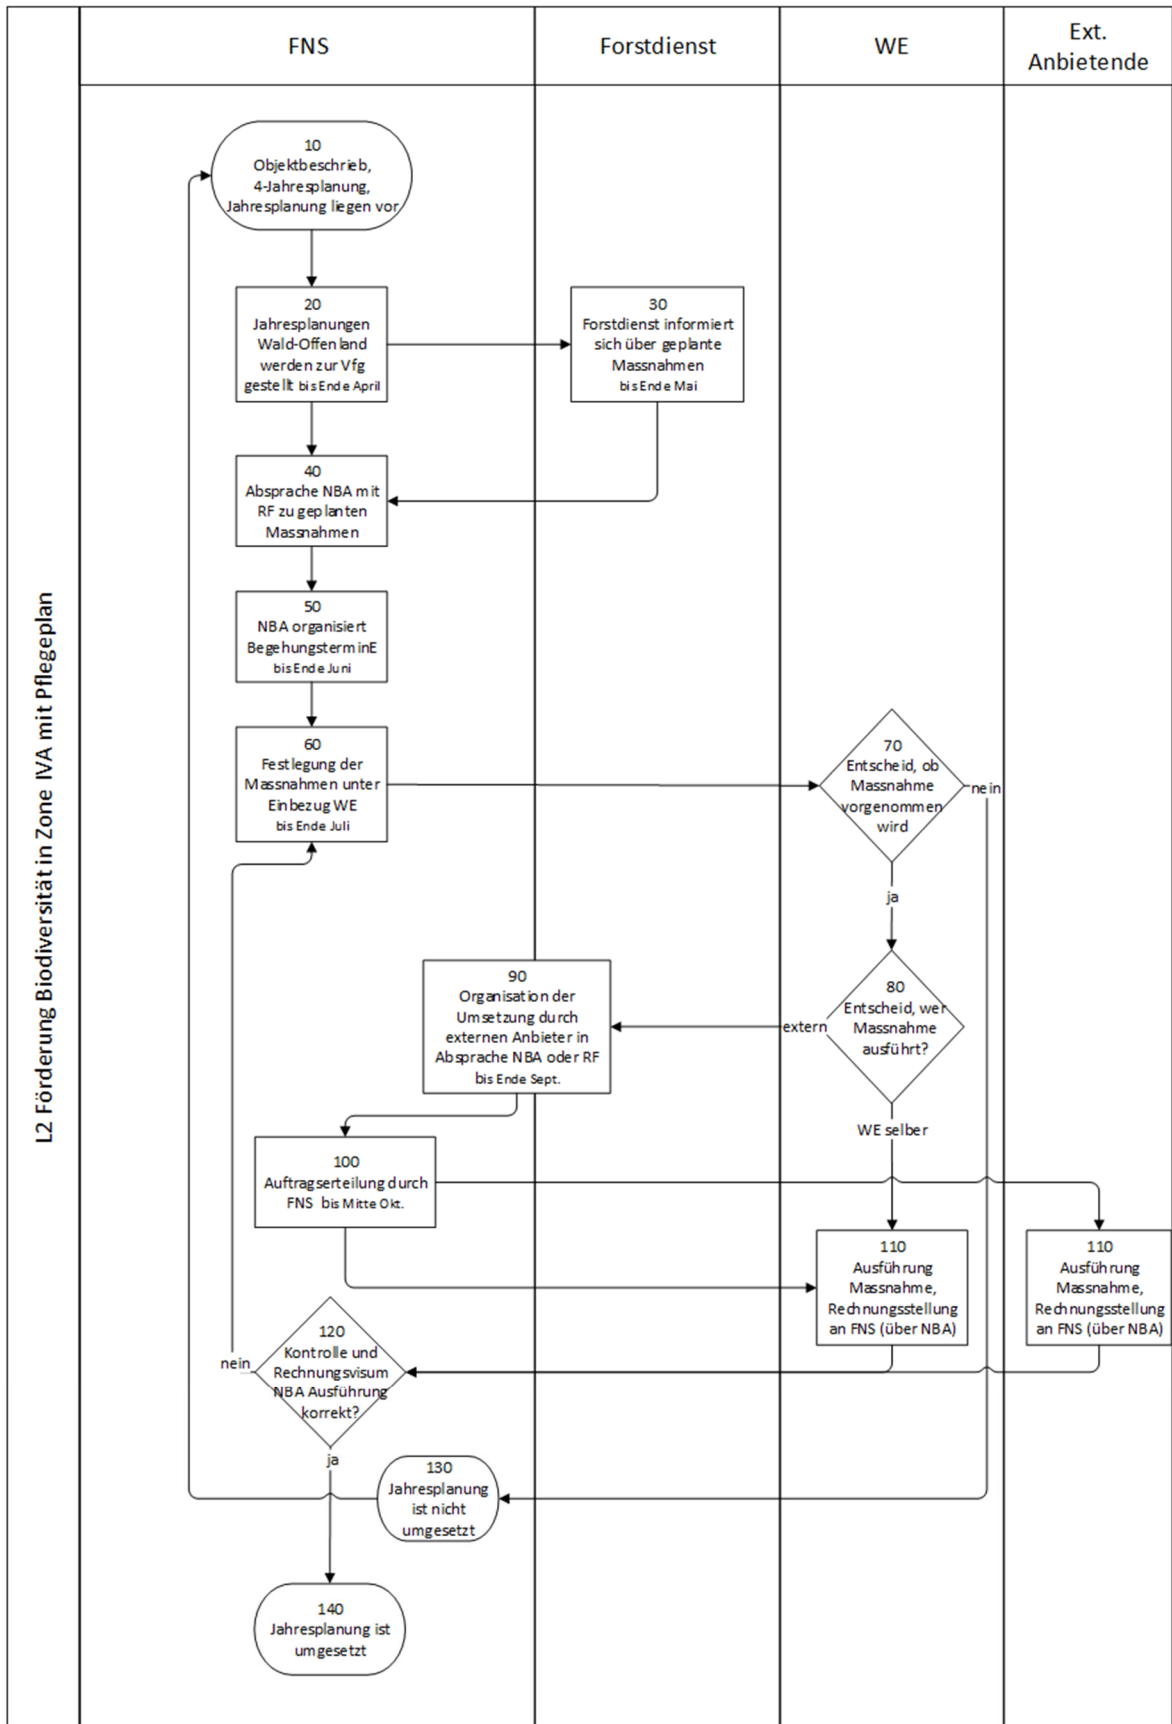 FNS
Forstdienst
WE
Ext.
Anbietende
L2 Förderung Biodiversität in Zone IVA mit Pflegeplan
10
Objektbeschrieb,
4-Jahresplanung,
Jahresplanung liegen vor
20
Jahresplanungen
Wald-Offenland
werden zur Vfg
gestellt bis Ende April
30
Forstdienst informiert
sich über geplante
Massnahmen
bis Ende Mai
40
Absprache NBA mit
RF zu geplanten
Massnahmen
50
NBA organisiert
BegehungsterminE
bis Ende Juni
60
Festlegung der
Massnahmen unter
Einbezug WE
bis Ende Juli
70
Entscheid, ob
Massnahme
vorgenommen
wird
nein
ja
80
Entscheid, wer
Massnahme
ausführt?
extern
WE selber
90
Organisation der
Umsetzung durch
externen Anbieter in
Absprache NBA oder RF
bis Ende Sept.
100
Auftragserteilung durch
FNS bis Mitte Okt.
110
Ausführung
Massnahme,
Rechnungsstellung
an FNS (über NBA)
110
Ausführung
Massnahme,
Rechnungsstellung
an FNS (über NBA)
120
Kontrolle und
Rechnungsvisum
NBA Ausführung
korrekt?
nein
ja
130
Jahresplanung
ist nicht
umgesetzt
140
Jahresplanung ist
umgesetzt